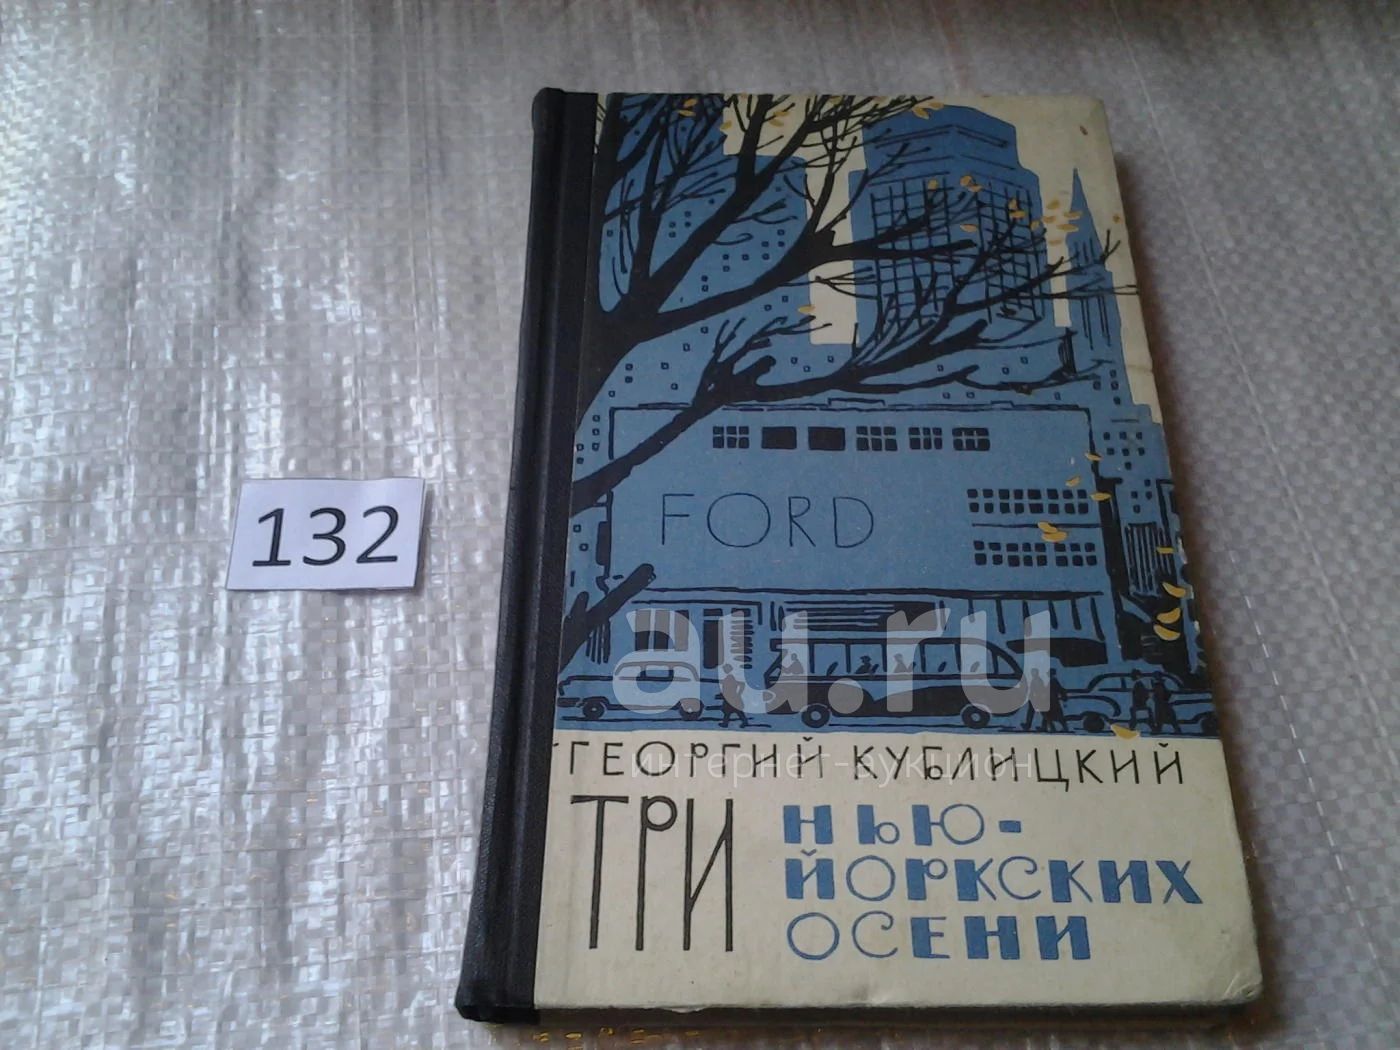 132
FORD
au.ru
интернет-аукцион
ГЕОРГИЙ КУБЛИЦКИЙ
ТРИ НЬЮ-
ЙОРКСКИХ
ОСЕНИ